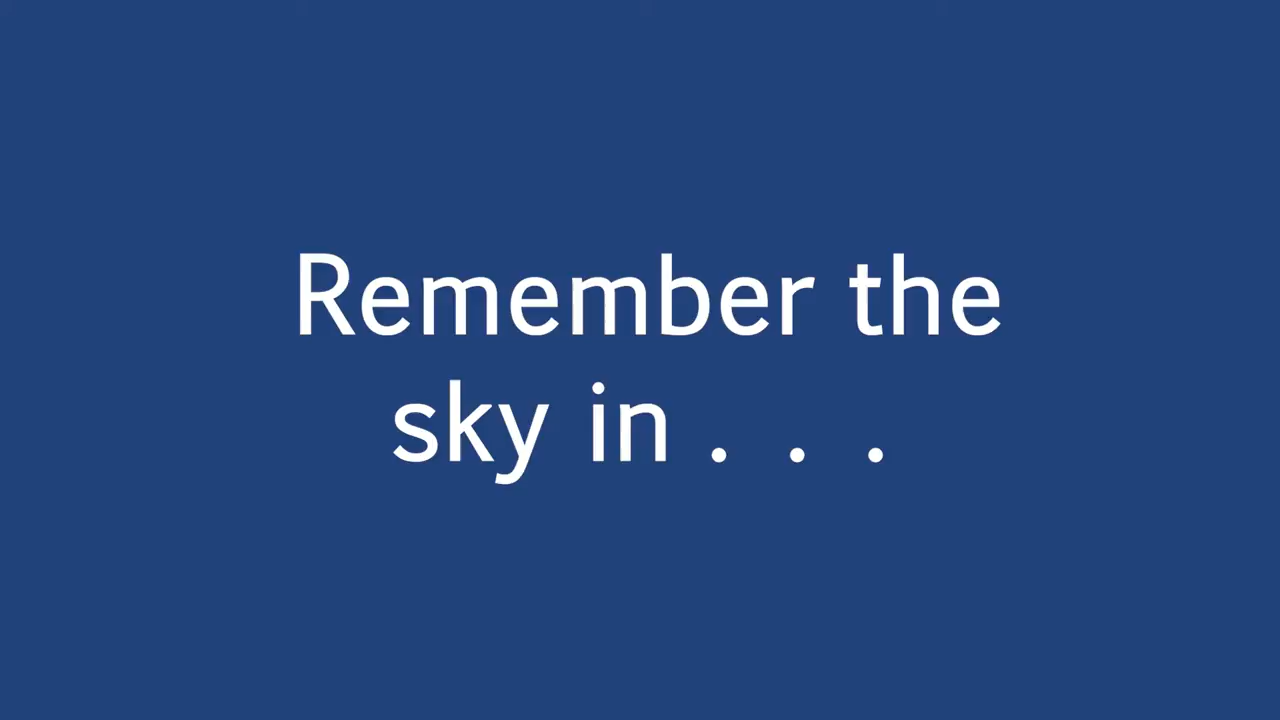 Remember the
sky in . . .